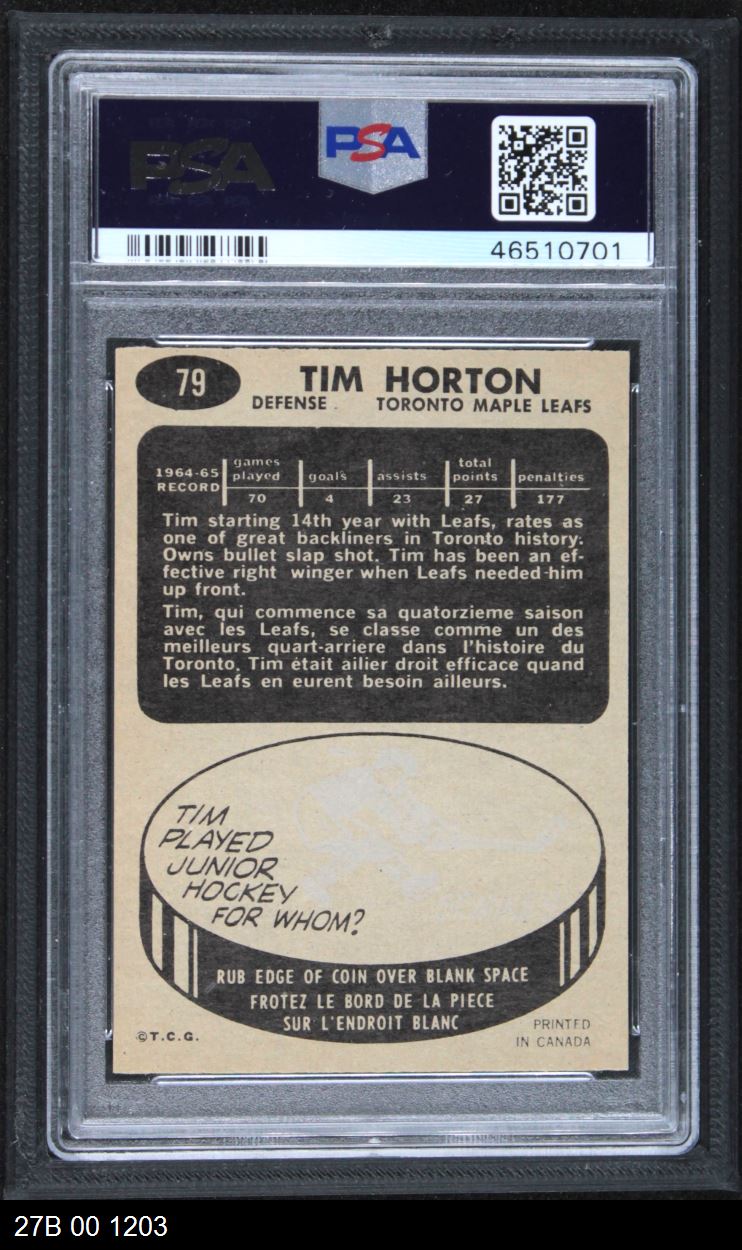 PSA
PSA
46510701
79
TIM HORTON
DEFENSE. TORONTO MAPLE LEAFS
1964-65 RECORD
games played goals assists total points penalties
70 4 23 27 177
Tim starting 14th year with Leafs, rates as
one of great backliners in Toronto history.
Owns bullet slap shot. Tim has been an ef-
fective right winger when Leafs needed him
up front.
Tim, qui commence sa quatorzieme saison
avec les Leafs, se classe comme un des
meilleurs quart-arriere dans l'histoire du
Toronto. Tim était ailier droit efficace quand
les Leafs en eurent besoin ailleurs.
TIM
PLAYED
JUNIOR
HOCKEY
FOR WHOM?
RUB EDGE OF COIN OVER BLANK SPACE
FROTEZ LE BORD DE LA PIECE
SUR L'ENDROIT BLANC
©T.C.G.
PRINTED
IN CANADA
27B 00 1203